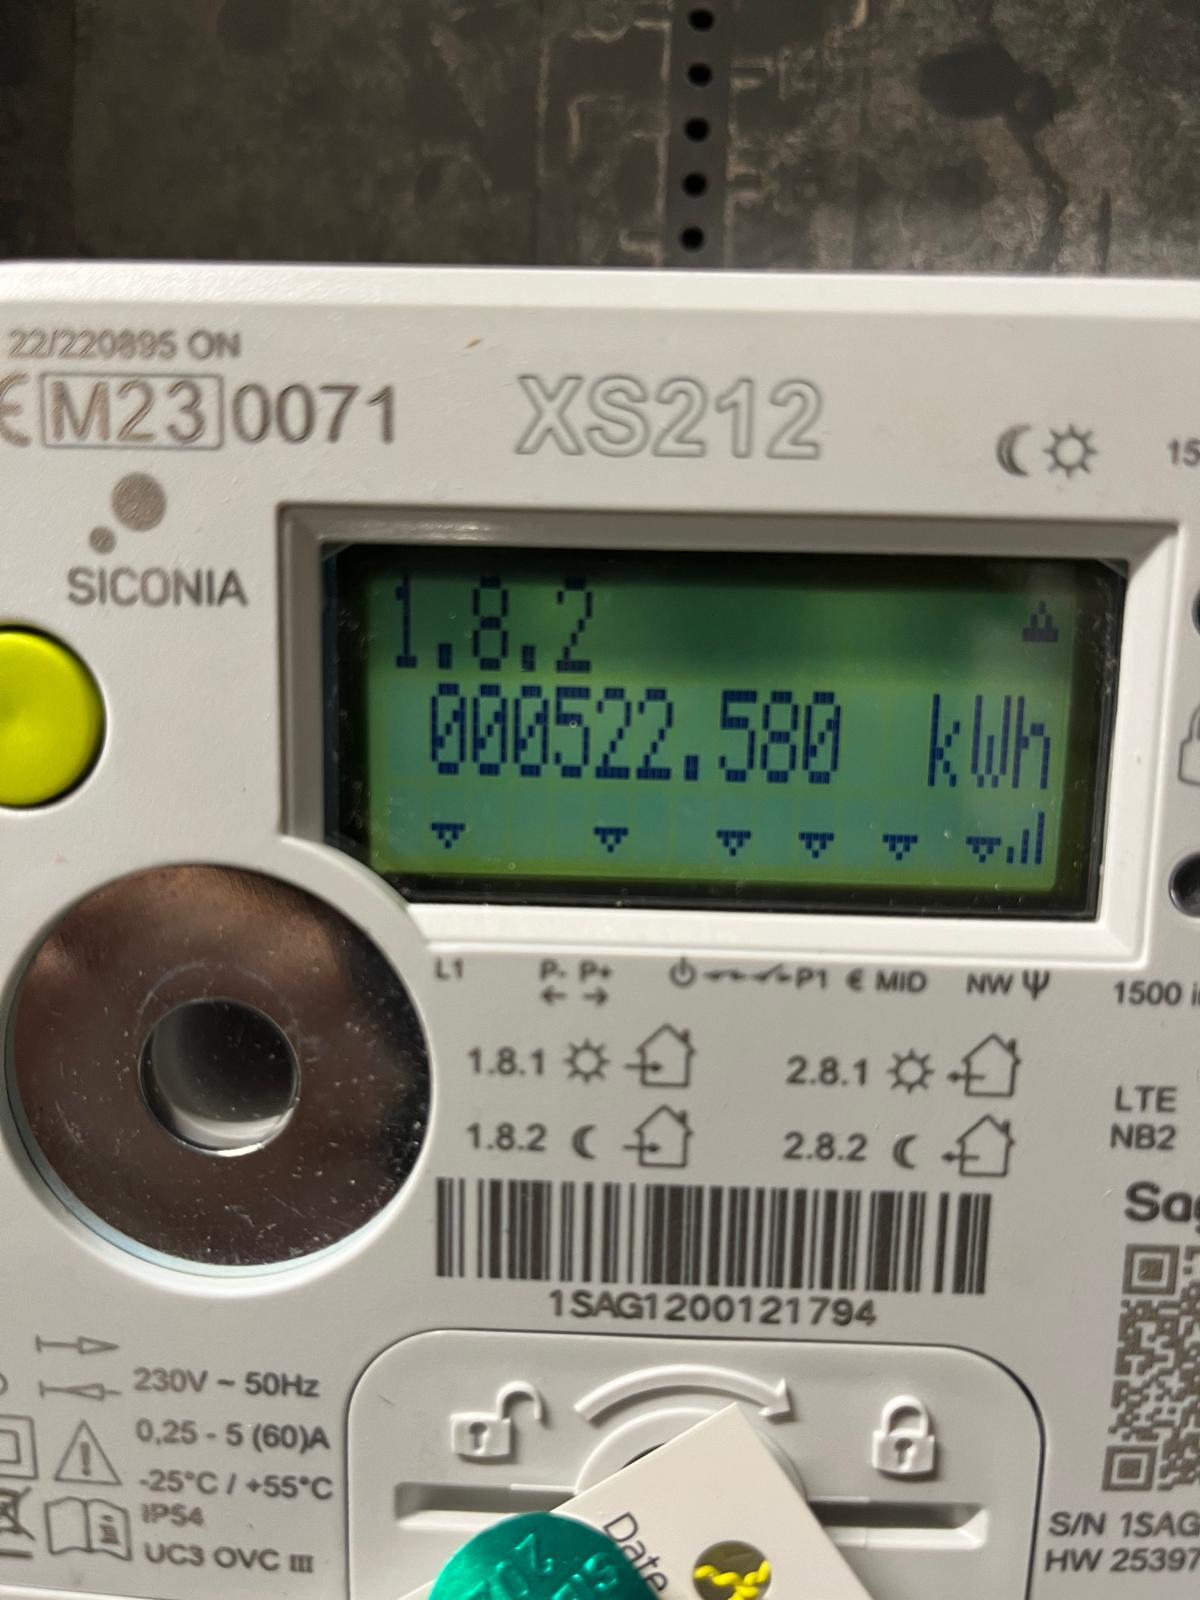 22/220895 ON
C€ M23 0071
XS212
15
SICONIA
1.8.2
000522.580 kWh
L1 P- P+ P1 € MID NW
1500 i
1.8.1 2.8.1
1.8.2 2.8.2
LTE
NB2
1SAG1200121794
Sag
230V ~ 50Hz
0,25 - 5 (60)A
-25°C / +55°C
IP54
UC3 OVC III
S/N 1SAG
HW 25397
Date